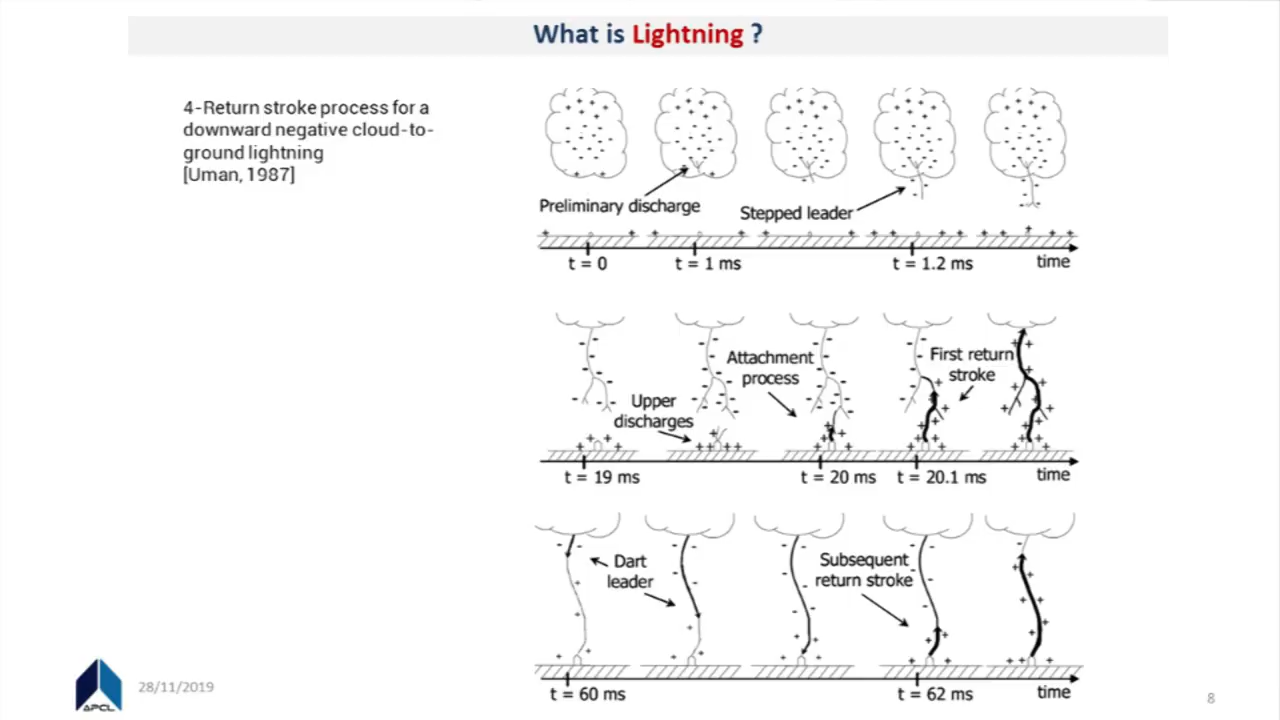 What is Lightning ?
4-Return stroke process for a
downward negative cloud-to-
ground lightning
[Uman, 1987]
Preliminary discharge
Stepped leader
t = 0
t = 1 ms
t = 1.2 ms
time
Attachment
process
Upper
discharges
First return
stroke
t = 19 ms
t = 20 ms
t = 20.1 ms
time
Dart
leader
Subsequent
return stroke
t = 60 ms
t = 62 ms
time
APCL
28/11/2019
8